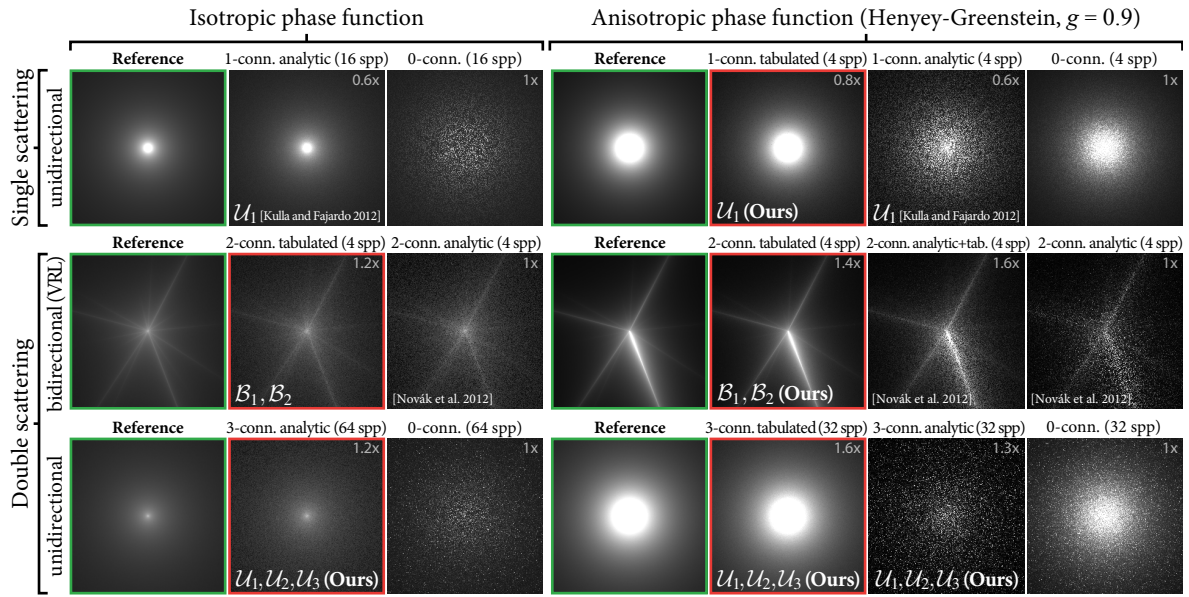 Isotropic phase function
Anisotropic phase function (Henyey-Greenstein, g = 0.9)
Single scattering
unidirectional
Reference
1-conn. analytic (16 spp)
0-conn. (16 spp)
Reference
1-conn. tabulated (4 spp)
1-conn. analytic (4 spp)
0-conn. (4 spp)
0.6x
1x
0.8x
0.6x
1x
𝒰₁ [Kulla and Fajardo 2012]
𝒰₁ (Ours)
𝒰₁ [Kulla and Fajardo 2012]
Double scattering
bidirectional (VRL)
Reference
2-conn. tabulated (4 spp)
2-conn. analytic (4 spp)
Reference
2-conn. tabulated (4 spp)
2-conn. analytic+tab. (4 spp)
2-conn. analytic (4 spp)
1.2x
1x
1.4x
1.6x
1x
ℬ₁, ℬ₂
[Novák et al. 2012]
ℬ₁, ℬ₂ (Ours)
[Novák et al. 2012]
[Novák et al. 2012]
unidirectional
Reference
3-conn. analytic (64 spp)
0-conn. (64 spp)
Reference
3-conn. tabulated (32 spp)
3-conn. analytic (32 spp)
0-conn. (32 spp)
1.2x
1x
1.6x
1.3x
1x
𝒰₁, 𝒰₂, 𝒰₃ (Ours)
𝒰₁, 𝒰₂, 𝒰₃ (Ours)
𝒰₁, 𝒰₂, 𝒰₃ (Ours)